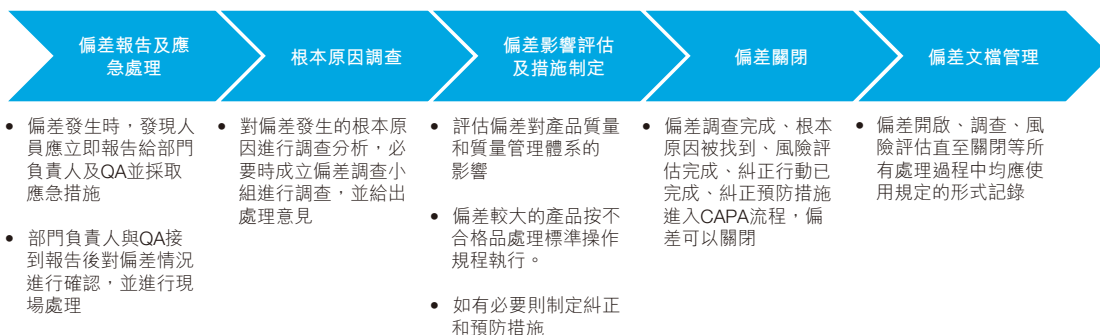 偏差報告及應
急處理
根本原因調查
偏差影響評估
及措施制定
偏差關閉
偏差文檔管理
• 偏差發生時，發現人
員應立即報告給部門
負責人及QA並採取
應急措施
• 部門負責人與QA接
到報告後對偏差情況
進行確認，並進行現
場處理
• 對偏差發生的根本原
因進行調查分析，必
要時成立偏差調查小
組進行調查，並給出
處理意見
• 評估偏差對產品質量
和質量管理體系的
影響
• 偏差較大的產品按不
合格品處理標準操作
規程執行。
• 如有必要則制定糾正
和預防措施
• 偏差調查完成、根本
原因被找到、風險評
估完成、糾正行動已
完成、糾正預防措施
進入CAPA流程，偏
差可以關閉
• 偏差開啟、調查、風
險評估直至關閉等所
有處理過程中均應使
用規定的形式記錄